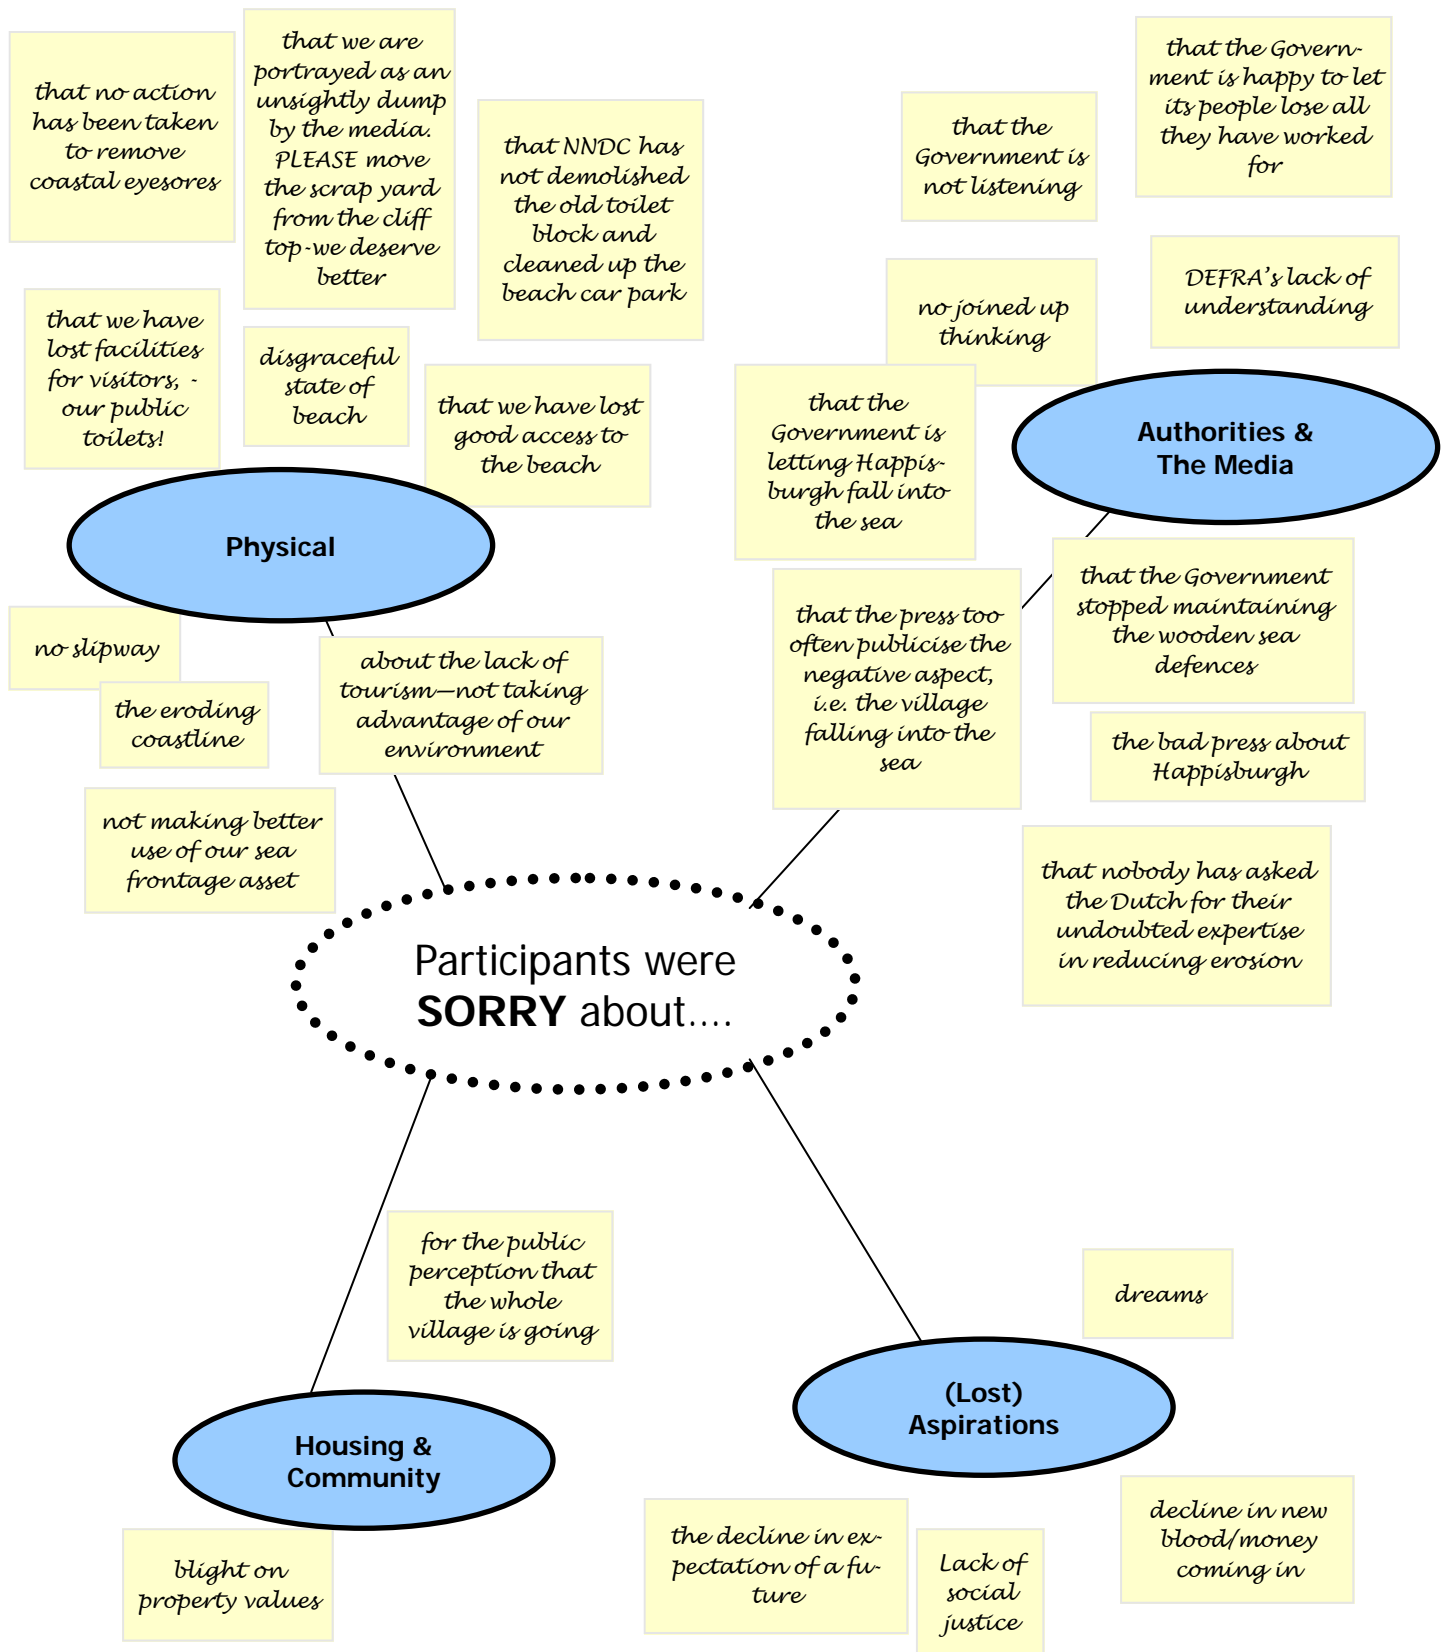 that no action
has been taken
to remove
coastal eyesores
that we are
portrayed as an
unsightly dump
by the media.
PLEASE move
the scrap yard
from the cliff
top-we deserve
better
that NNDC has
not demolished
the old toilet
block and
cleaned up the
beach car park
that we have
lost facilities
for visitors, -
our public
toilets!
disgraceful
state of
beach
that we have lost
good access to
the beach
Physical
no slipway
the eroding
coastline
about the lack of
tourism—not taking
advantage of our
environment
not making better
use of our sea
frontage asset
that the
Government is
not listening
that the Govern-
ment is happy to let
its people lose all
they have worked
for
no joined up
thinking
DEFRA's lack of
understanding
that the
Government is
letting Happis-
burgh fall into
the sea
Authorities &
The Media
that the press too
often publicise the
negative aspect,
i.e. the village
falling into the
sea
that the Government
stopped maintaining
the wooden sea
defences
the bad press about
Happisburgh
that nobody has asked
the Dutch for their
undoubted expertise
in reducing erosion
Participants were
SORRY about....
for the public
perception that
the whole
village is going
Housing &
Community
blight on
property values
dreams
(Lost)
Aspirations
the decline in ex-
pectation of a fu-
ture
Lack of
social
justice
decline in new
blood/money
coming in